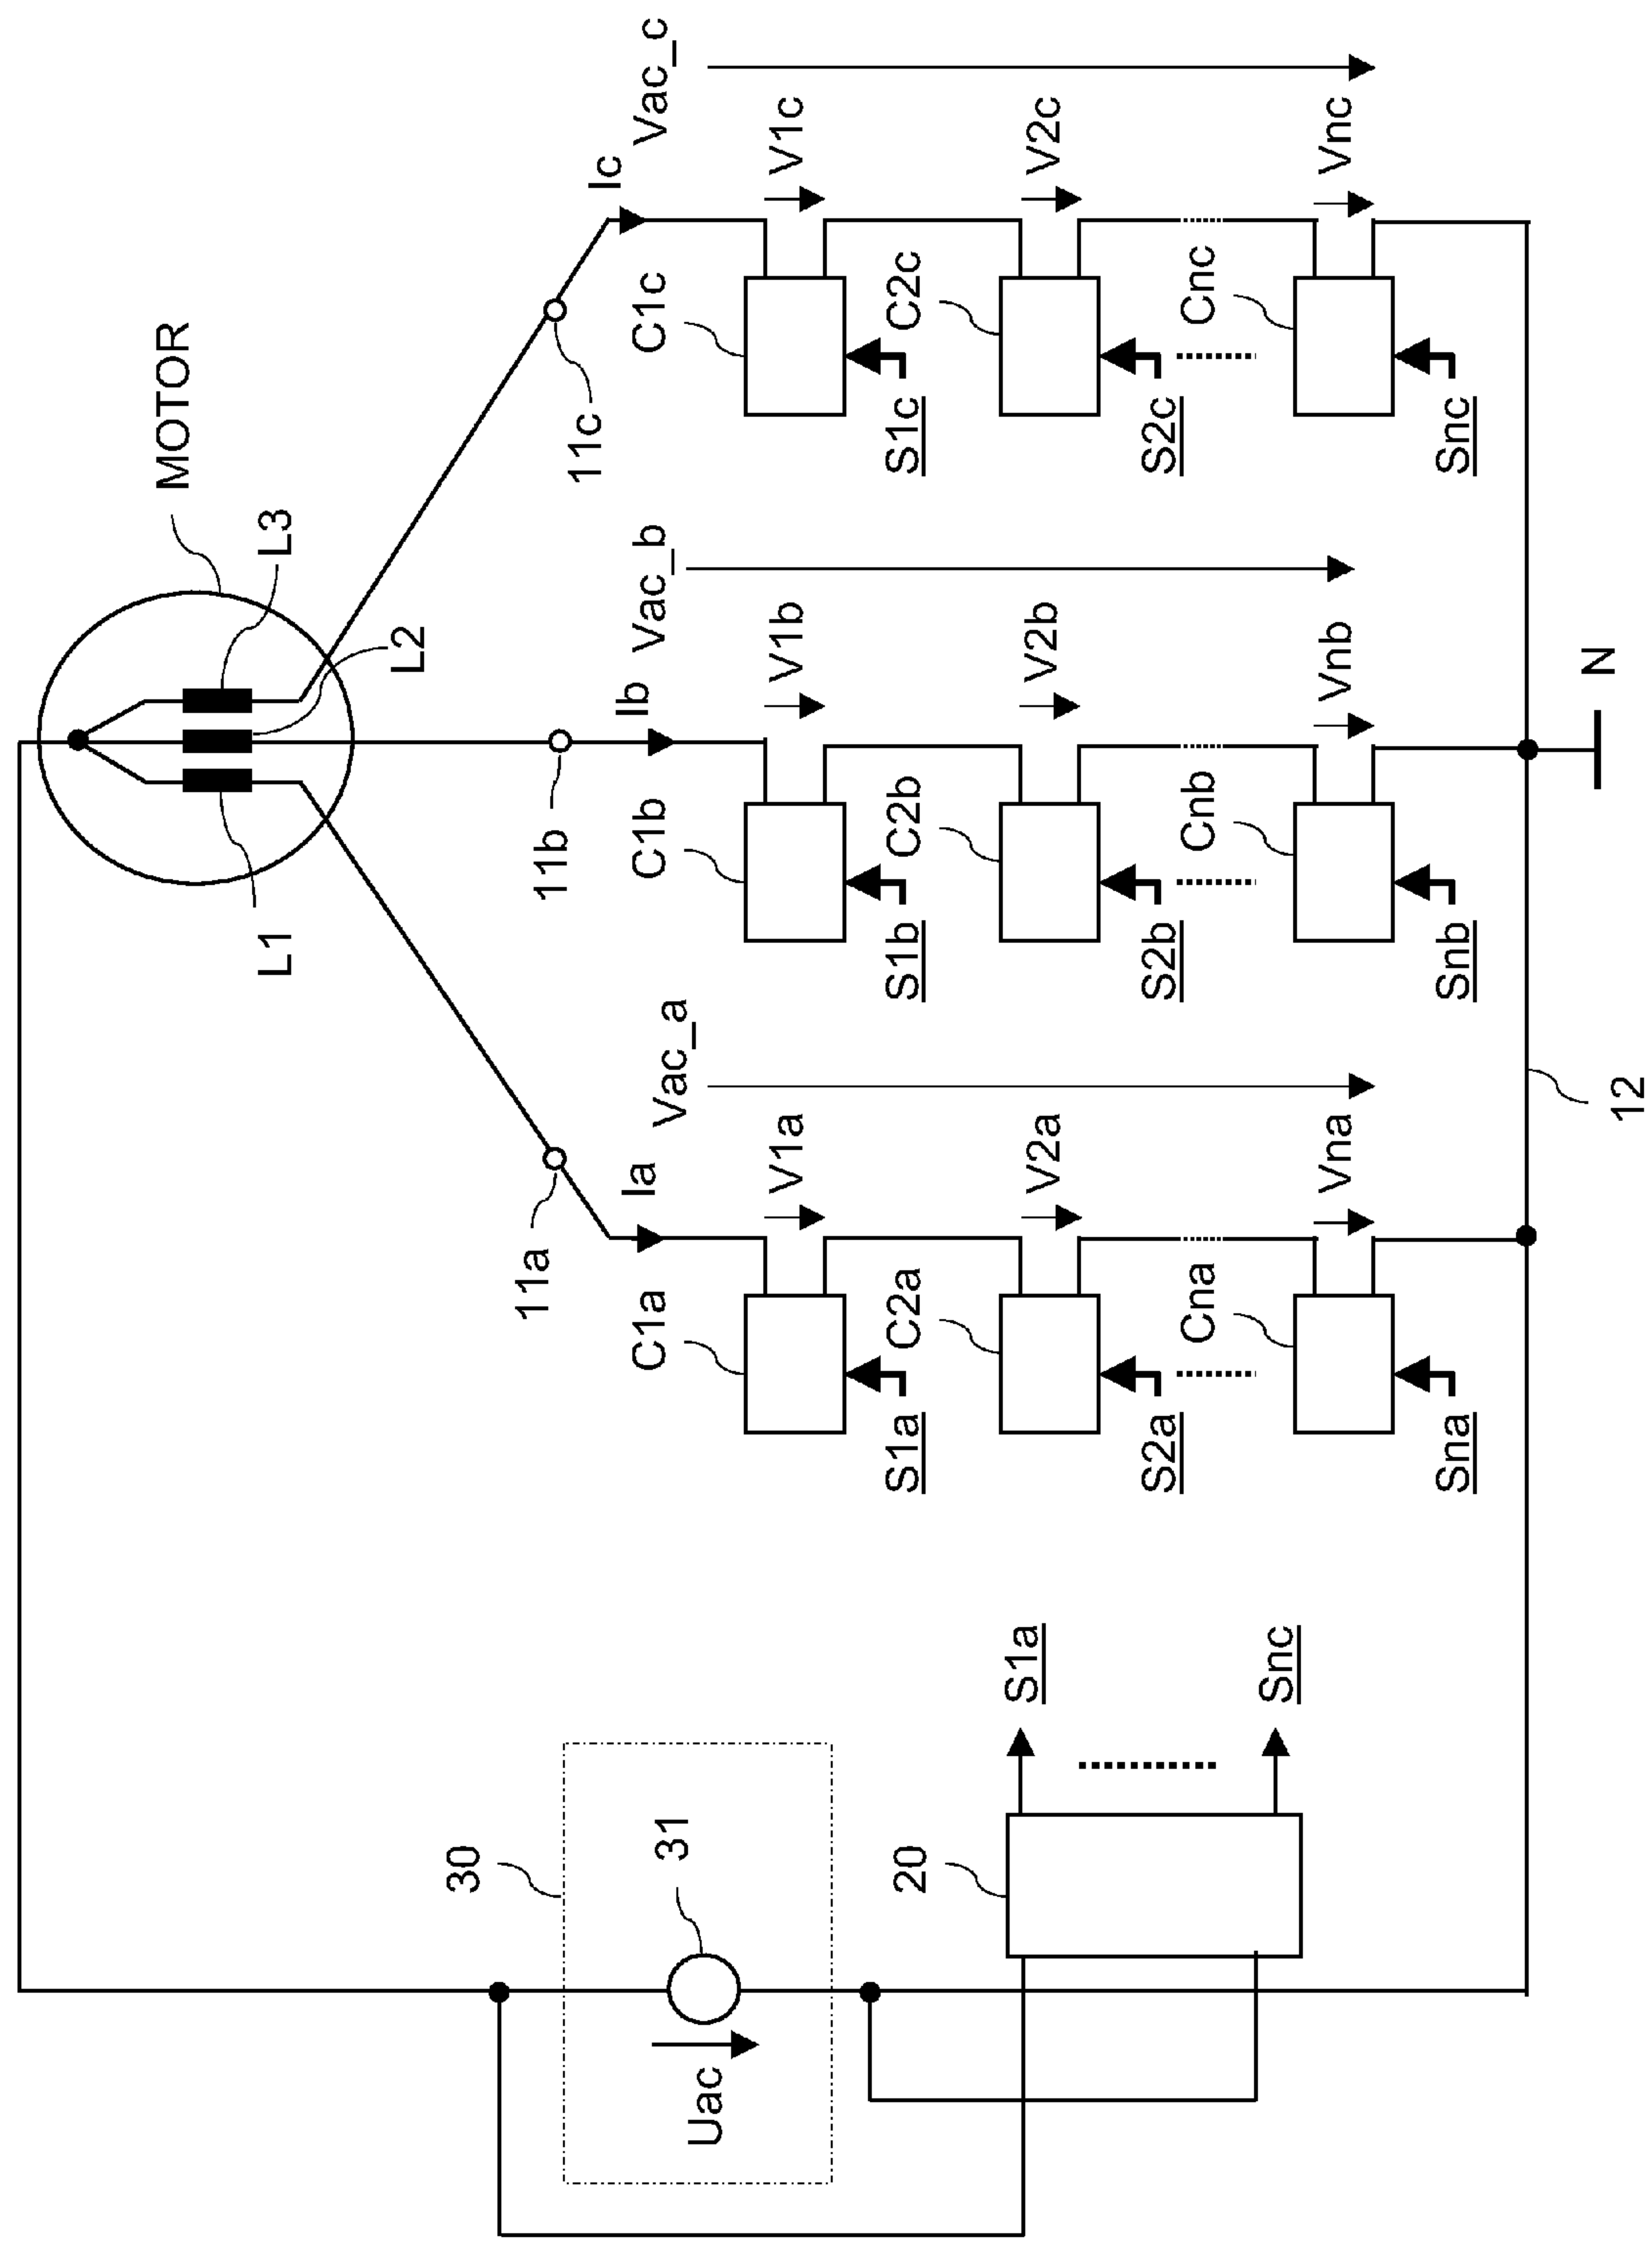 MOTOR
L3
L2
L1
11c
11b
11a
Ic
Ib
Ia
Vac_c
Vac_b
Vac_a
C1c
V1c
S1c
C2c
V2c
S2c
Cnc
Vnc
Snc
C1b
V1b
S1b
C2b
V2b
S2b
Cnb
Vnb
Snb
C1a
V1a
S1a
C2a
V2a
S2a
Cna
Vna
Sna
N
12
30
31
Uac
20
S1a
Snc